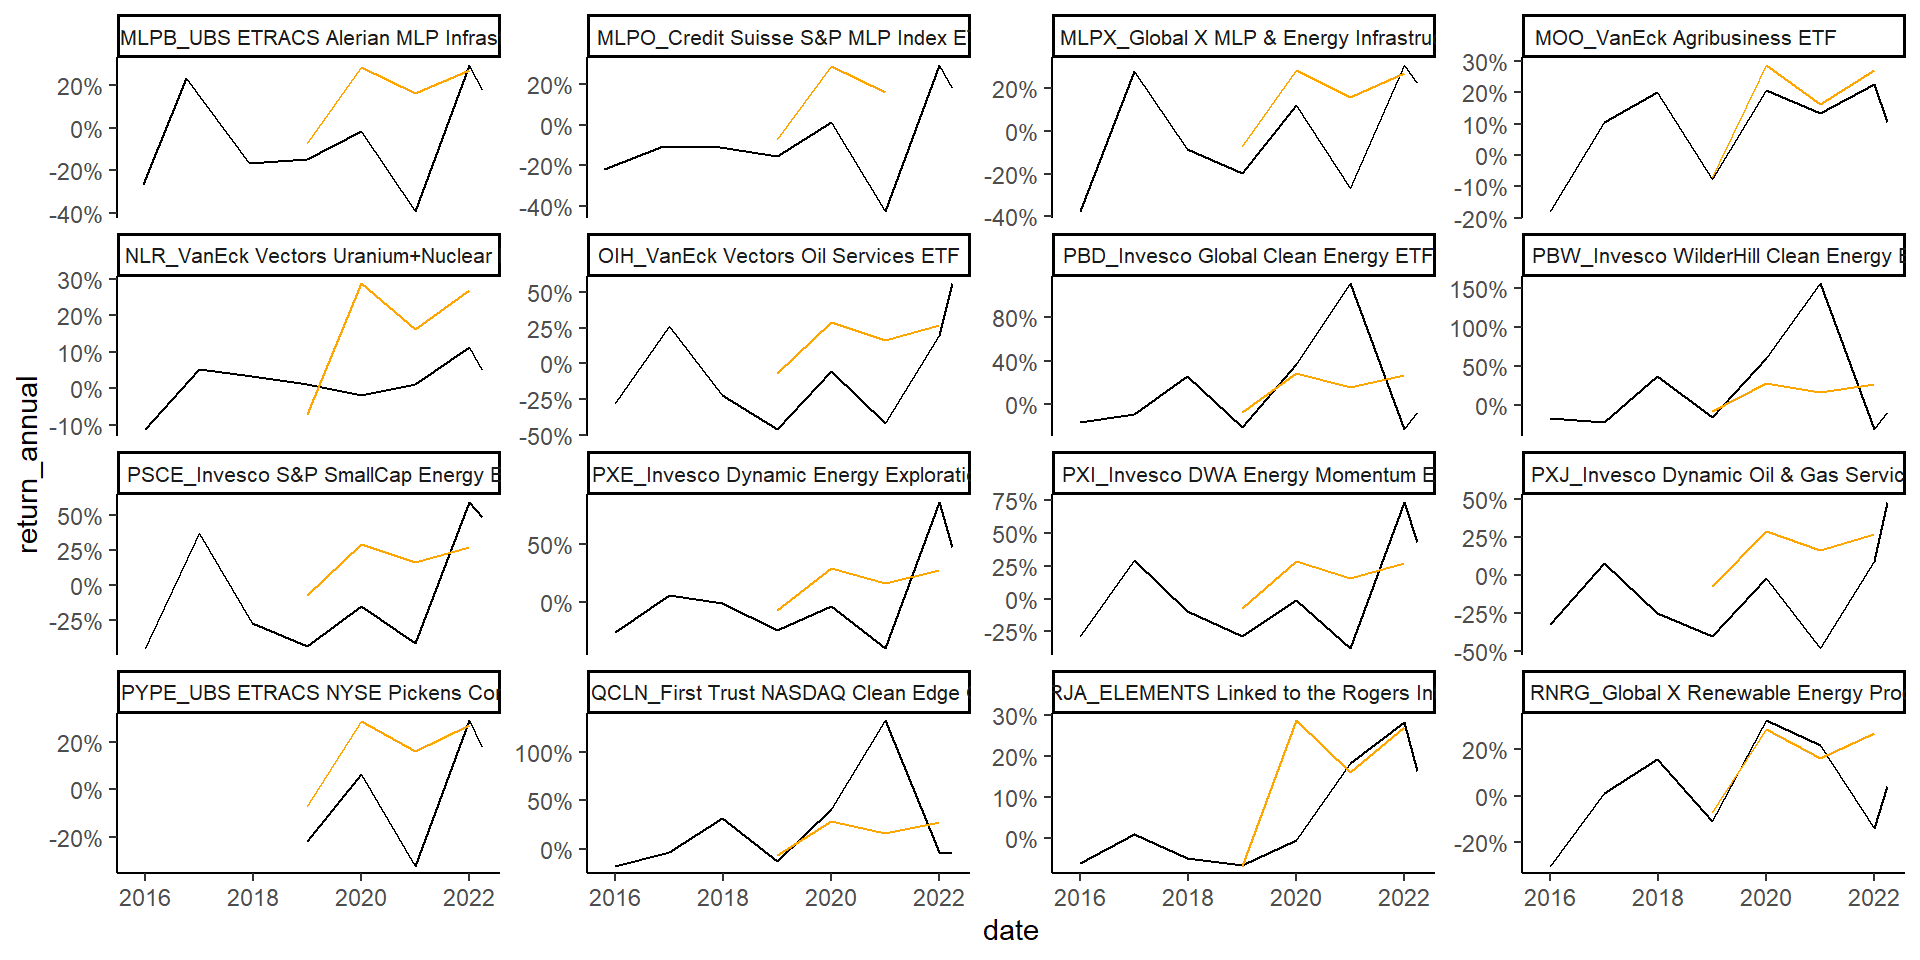 MLPB_UBS ETRACS Alerian MLP Infras
MLPO_Credit Suisse S&P MLP Index E
MLPX_Global X MLP & Energy Infrastru
MOO_VanEck Agribusiness ETF
20%
0%
-20%
-40%
20%
0%
-20%
-40%
20%
0%
-20%
-40%
30%
20%
10%
0%
-10%
-20%
NLR_VanEck Vectors Uranium+Nuclear
OIH_VanEck Vectors Oil Services ETF
PBD_Invesco Global Clean Energy ETF
PBW_Invesco WilderHill Clean Energy E
30%
20%
10%
0%
-10%
50%
25%
0%
-25%
-50%
80%
40%
0%
150%
100%
50%
0%
PSCE_Invesco S&P SmallCap Energy E
PXE_Invesco Dynamic Energy Exploratio
PXI_Invesco DWA Energy Momentum E
PXJ_Invesco Dynamic Oil & Gas Servic
50%
25%
0%
-25%
50%
0%
75%
50%
25%
0%
-25%
50%
25%
0%
-25%
-50%
PYPE_UBS ETRACS NYSE Pickens Cor
QCLN_First Trust NASDAQ Clean Edge
RJA_ELEMENTS Linked to the Rogers In
RNRG_Global X Renewable Energy Pro
20%
0%
-20%
100%
50%
0%
30%
20%
10%
0%
20%
0%
-20%
2016 2018 2020 2022
2016 2018 2020 2022
2016 2018 2020 2022
2016 2018 2020 2022
return_annual
date